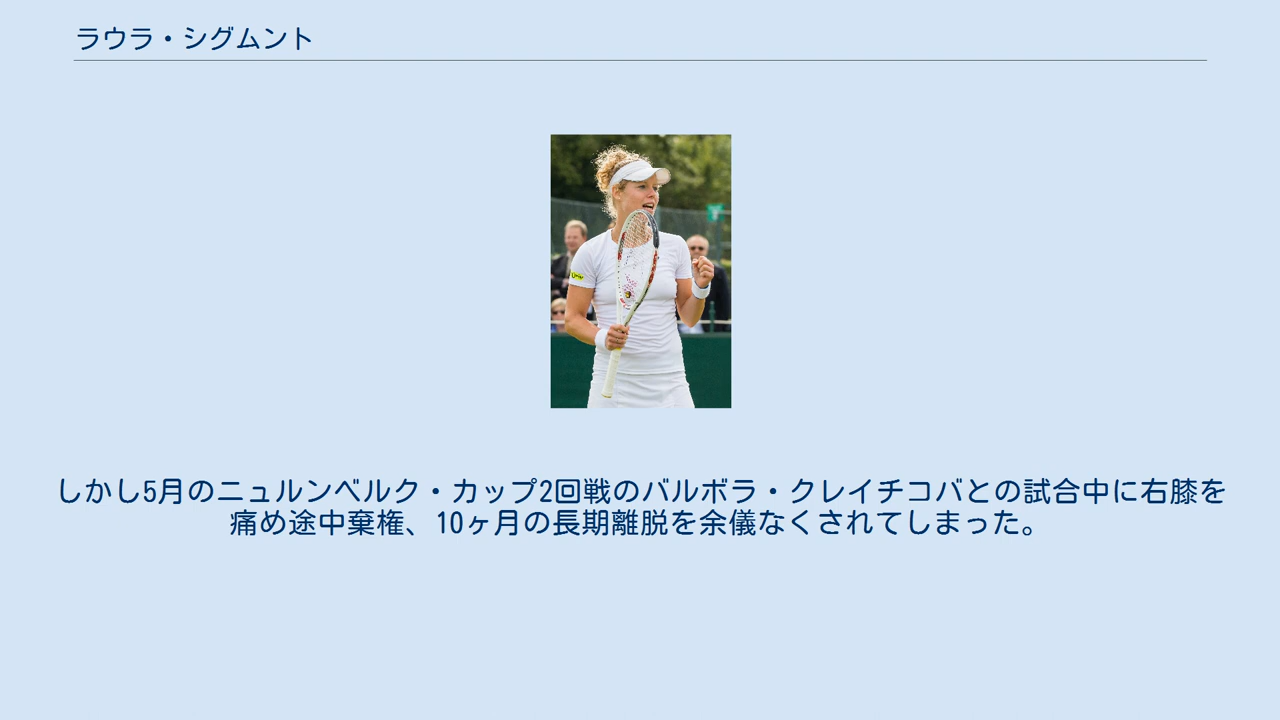 ラウラ・シグムント
しかし5月のニュルンベルク・カップ2回戦のバルボラ・クレイチコバとの試合中に右膝を
痛め途中棄権、10ヶ月の長期離脱を余儀なくされてしまった。